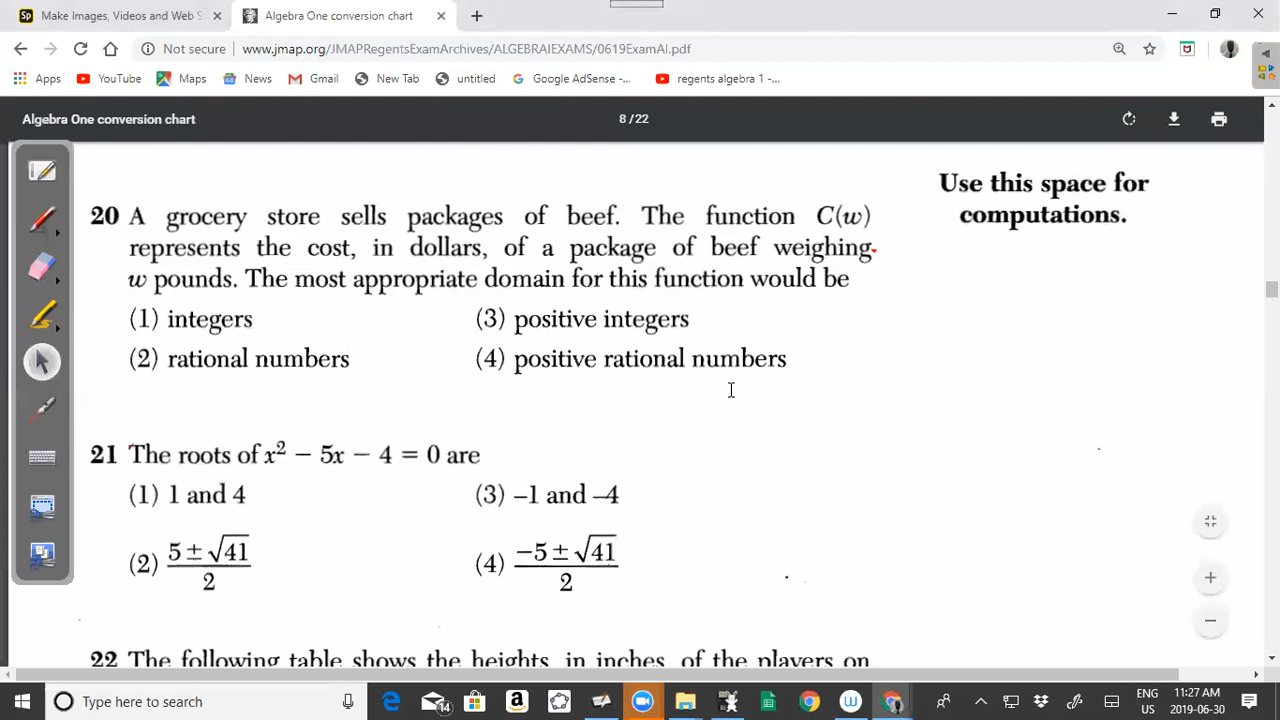 Make Images, Videos and Web S
Algebra One conversion chart
Not secure
www.jmap.org/JMAPRegentsExamArchives/ALGEBRAIEXAMS/0619ExamAI.pdf
Apps
YouTube
Maps
News
Gmail
New Tab
untitled
Google AdSense -...
regents algebra 1 -...
Algebra One conversion chart
8 / 22
Use this space for
computations.
20 A grocery store sells packages of beef. The function C(w)
represents the cost, in dollars, of a package of beef weighing
w pounds. The most appropriate domain for this function would be
(1) integers
(3) positive integers
(2) rational numbers
(4) positive rational numbers
21 The roots of x² − 5x − 4 = 0 are
(1) 1 and 4
(3) –1 and –4
(2) (5 ± √41)/2
(4) (−5 ± √41)/2
22 The following table shows the heights, in inches, of the players on
Type here to search
14
ENG
US
11:27 AM
2019-06-30